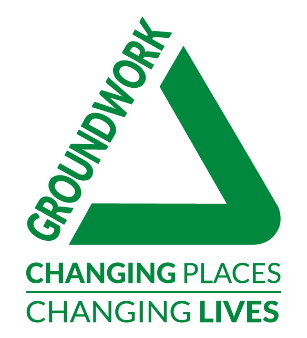 GROUNDWORK
CHANGING PLACES
CHANGING LIVES